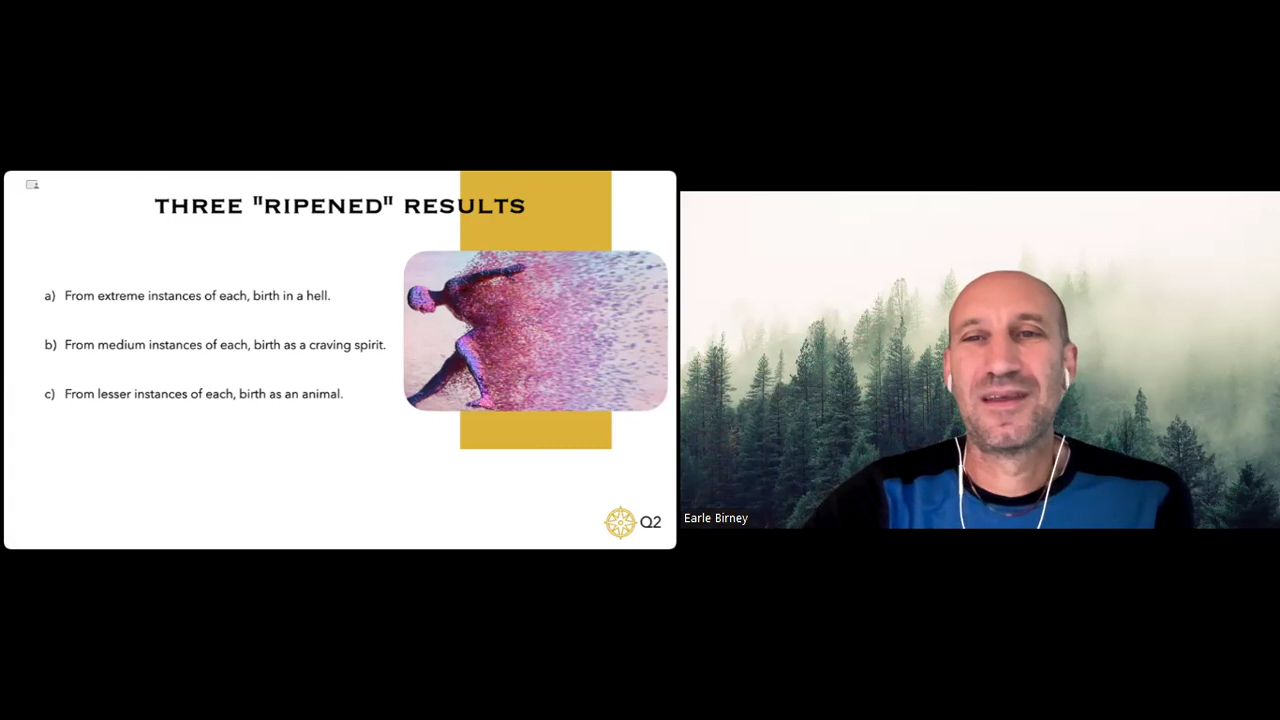 THREE "RIPENED" RESULTS
a) From extreme instances of each, birth in a hell.
b) From medium instances of each, birth as a craving spirit.
c) From lesser instances of each, birth as an animal.
Q2
Earle Birney